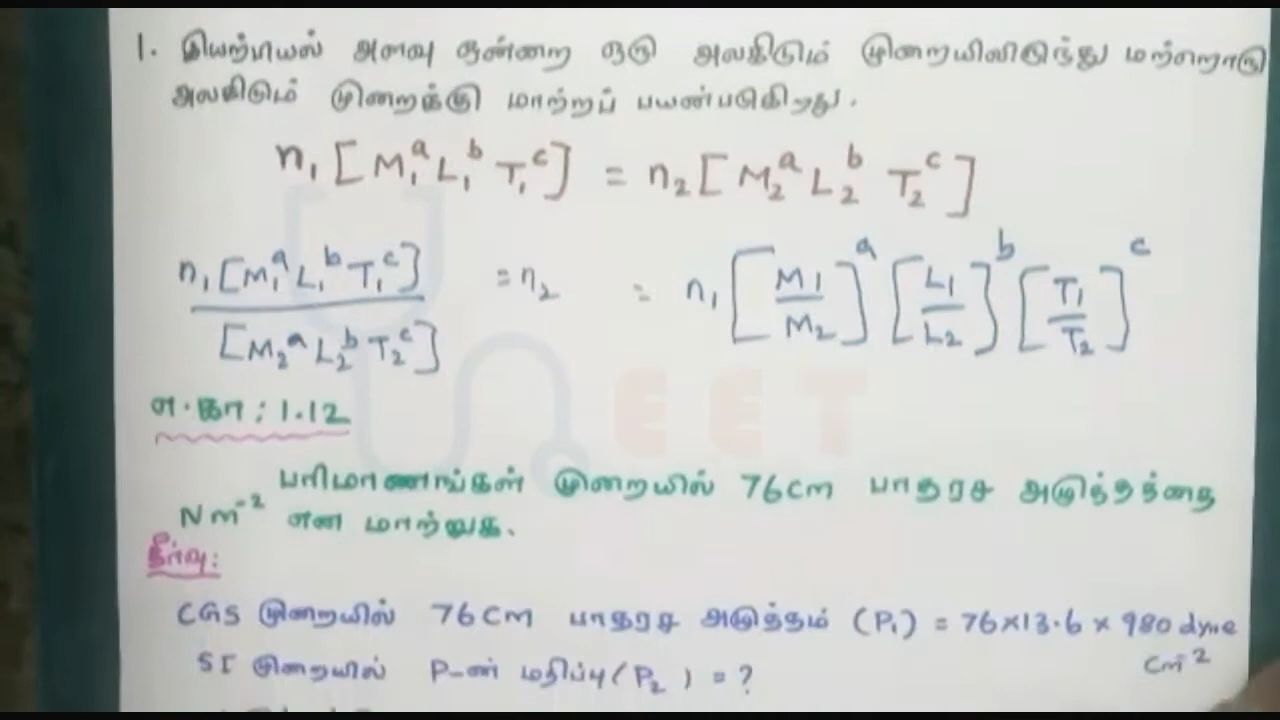 1. இயற்பியல் அளவு ஒன்றை ஒரு அலகிடும் முறையிலிருந்து மற்றொரு
அலகிடும் முறைக்கு மாற்றப் பயன்படுகிறது.
n₁ [M₁ᵃ L₁ᵇ T₁ᶜ] = n₂ [M₂ᵃ L₂ᵇ T₂ᶜ]
n₁ [M₁ᵃ L₁ᵇ T₁ᶜ] / [M₂ᵃ L₂ᵇ T₂ᶜ] = n₂ = n₁ [M₁/M₂]ᵃ [L₁/L₂]ᵇ [T₁/T₂]ᶜ
EET
எ.கா : 1.12
பரிமாணங்கள் முறையில் 76cm பாதரச அழுத்தத்தை
Nm⁻² என மாற்றுக.
தீர்வு:
CGS முறையில் 76cm பாதரச அழுத்தம் (P₁) = 76×13.6×980 dyne
cm⁻²
SI முறையில் P-ன் மதிப்பு (P₂) = ?